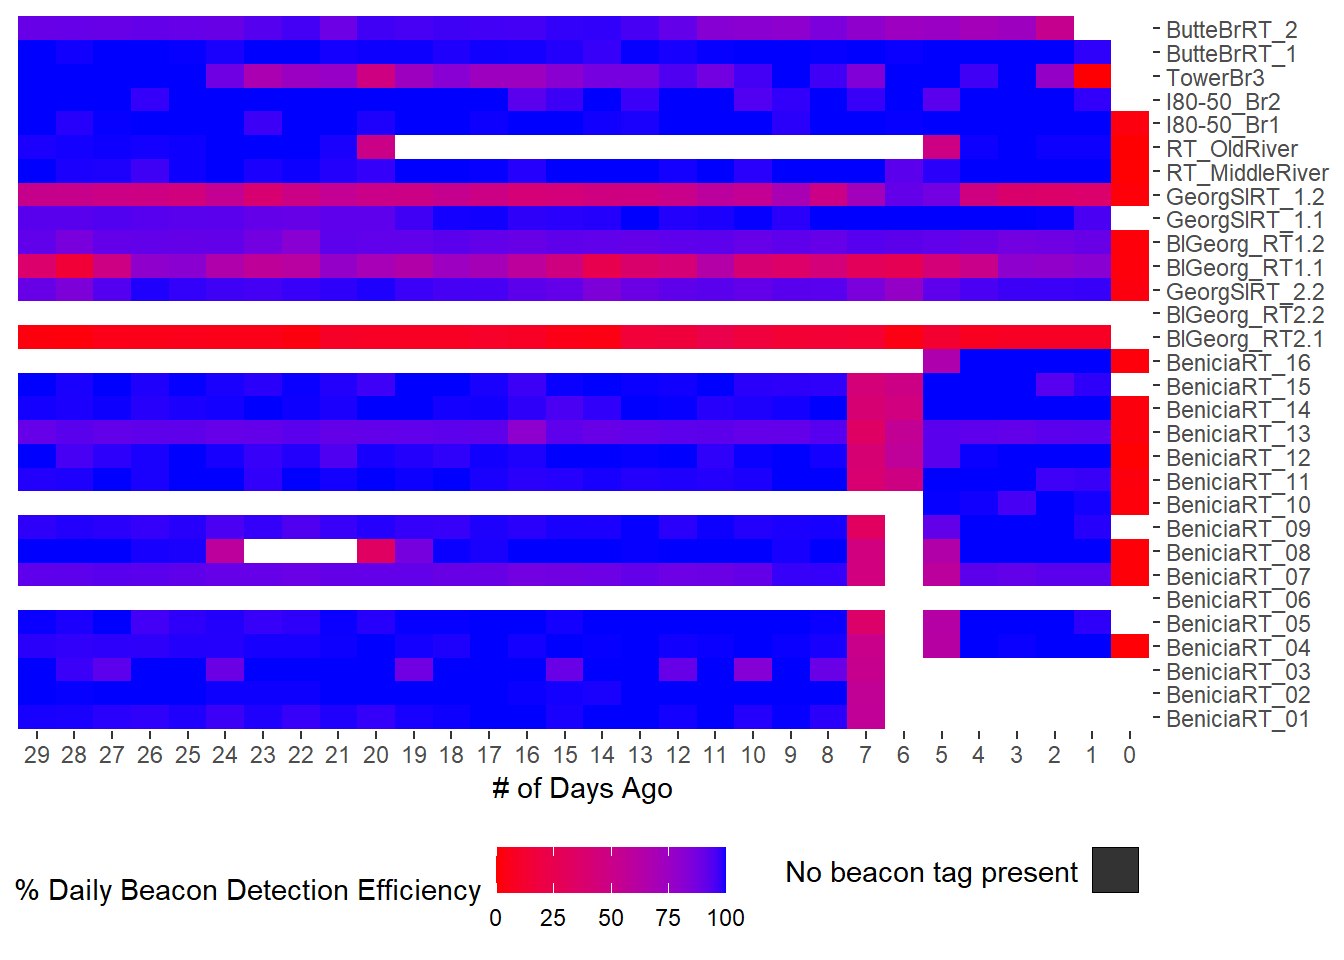 ButteBrRT_2
ButteBrRT_1
TowerBr3
I80-50_Br2
I80-50_Br1
RT_OldRiver
RT_MiddleRiver
GeorgSlRT_1.2
GeorgSlRT_1.1
BlGeorg_RT1.2
BlGeorg_RT1.1
GeorgSlRT_2.2
BlGeorg_RT2.2
BlGeorg_RT2.1
BeniciaRT_16
BeniciaRT_15
BeniciaRT_14
BeniciaRT_13
BeniciaRT_12
BeniciaRT_11
BeniciaRT_10
BeniciaRT_09
BeniciaRT_08
BeniciaRT_07
BeniciaRT_06
BeniciaRT_05
BeniciaRT_04
BeniciaRT_03
BeniciaRT_02
BeniciaRT_01
29 28 27 26 25 24 23 22 21 20 19 18 17 16 15 14 13 12 11 10 9 8 7 6 5 4 3 2 1 0
# of Days Ago
% Daily Beacon Detection Efficiency
0 25 50 75 100
No beacon tag present